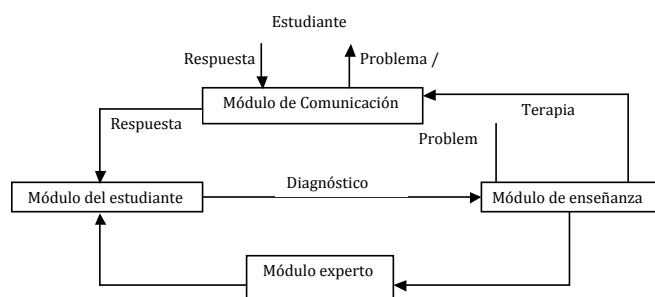 Estudiante
Respuesta
Problema /
Módulo de Comunicación
Respuesta
Terapia
Problem
Módulo del estudiante
Diagnóstico
Módulo de enseñanza
Módulo experto